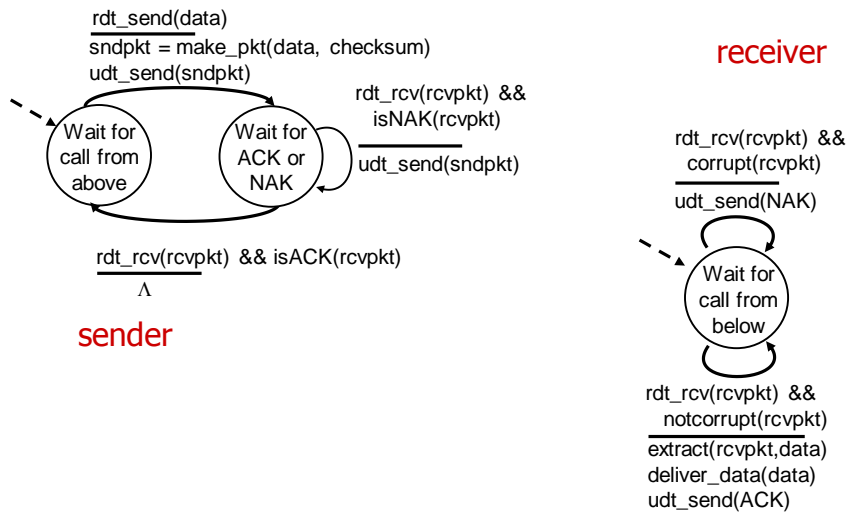 rdt_send(data)
sndpkt = make_pkt(data, checksum)
udt_send(sndpkt)
Wait for
call from
above
Wait for
ACK or
NAK
rdt_rcv(rcvpkt) &&
isNAK(rcvpkt)
udt_send(sndpkt)
rdt_rcv(rcvpkt) && isACK(rcvpkt)
Λ
sender
receiver
rdt_rcv(rcvpkt) &&
corrupt(rcvpkt)
udt_send(NAK)
Wait for
call from
below
rdt_rcv(rcvpkt) &&
notcorrupt(rcvpkt)
extract(rcvpkt,data)
deliver_data(data)
udt_send(ACK)